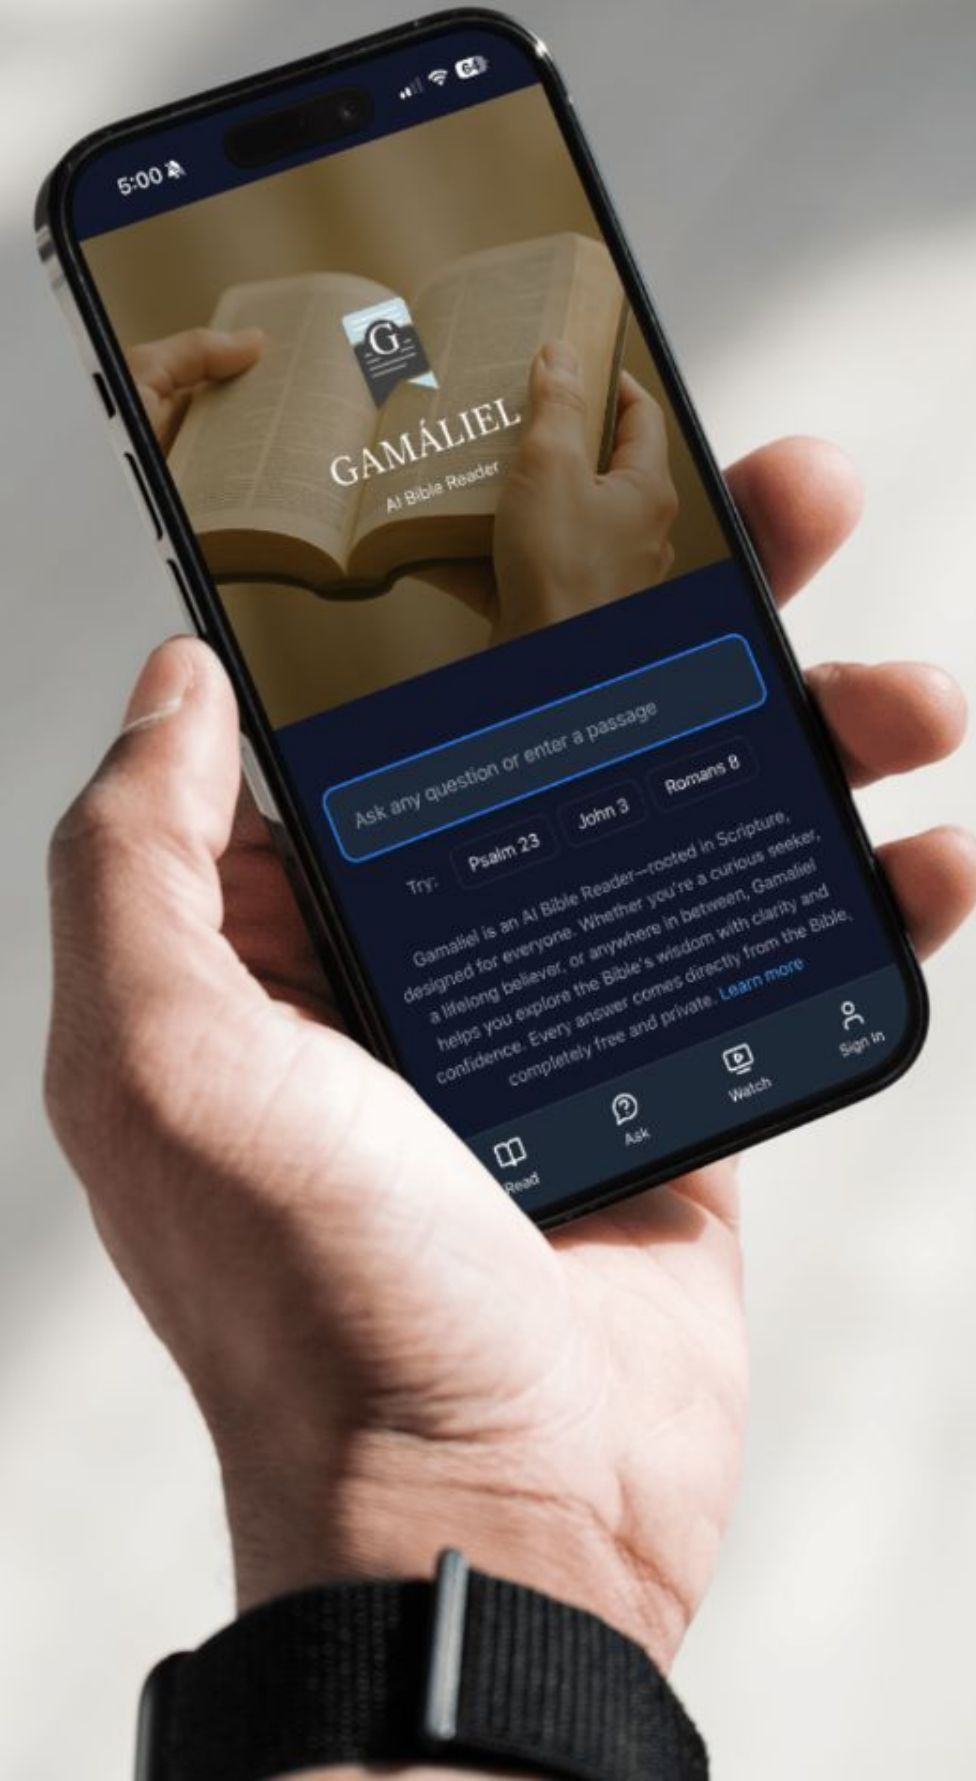 5:00
64
G
GAMÁLIEL
AI Bible Reader
Ask any question or enter a passage
Try:
Psalm 23
John 3
Romans 8
Gamaliel is an AI Bible Reader—rooted in Scripture,
designed for everyone. Whether you're a curious seeker,
a lifelong believer, or anywhere in between, Gamaliel
helps you explore the Bible's wisdom with clarity and
confidence. Every answer comes directly from the Bible,
completely free and private. Learn more
Read
Ask
Watch
Sign In